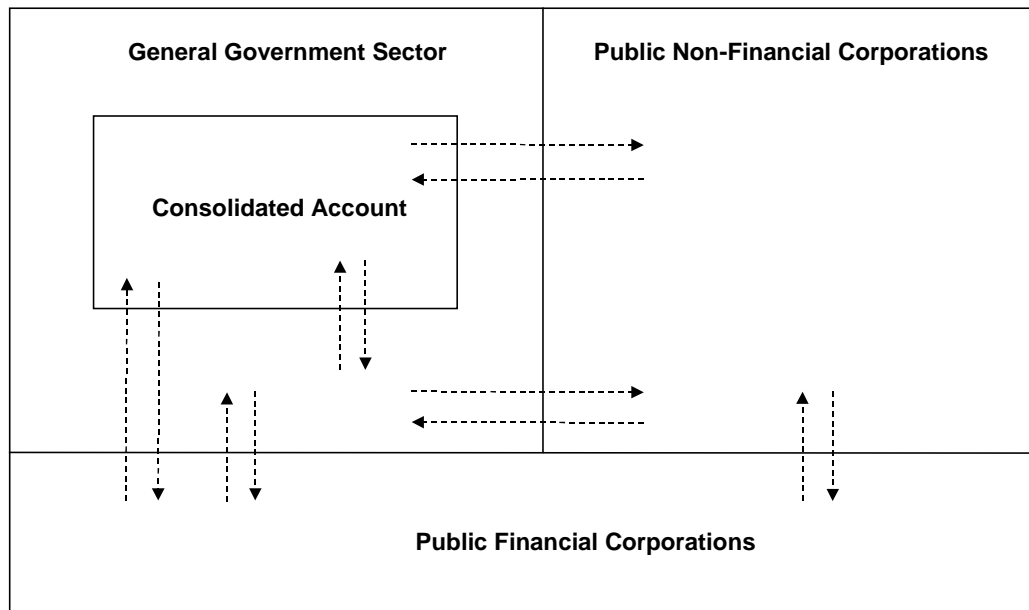 General Government Sector
Public Non-Financial Corporations
Consolidated Account
Public Financial Corporations